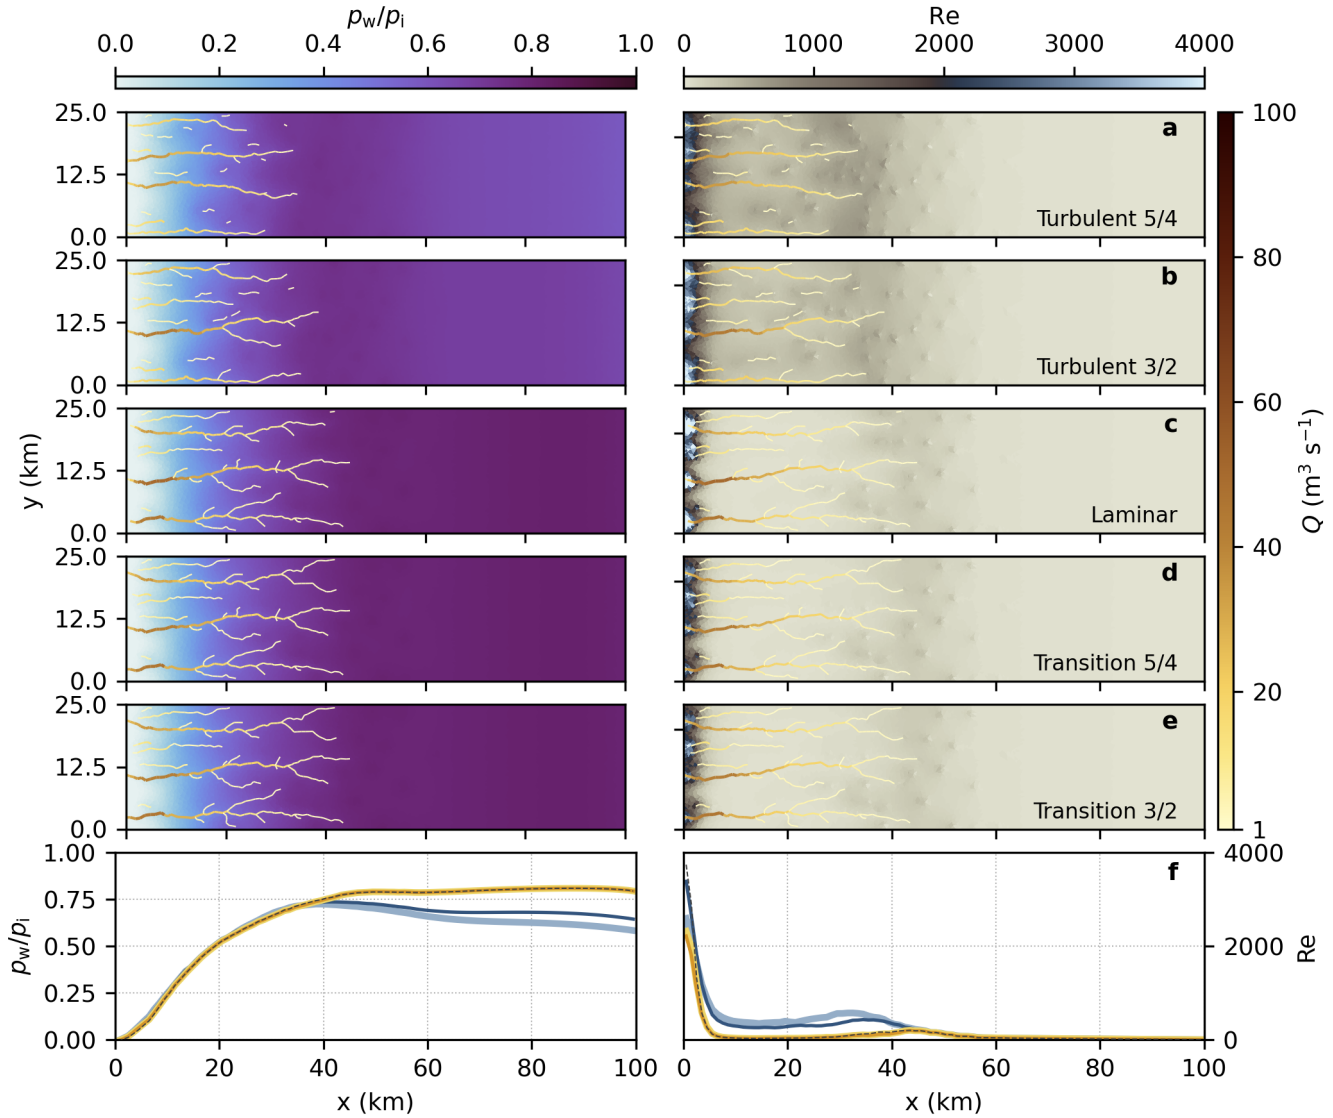 p_w/p_i
0.0 0.2 0.4 0.6 0.8 1.0
Re
0 1000 2000 3000 4000
25.0
12.5
0.0
a
Turbulent 5/4
25.0
12.5
0.0
b
Turbulent 3/2
25.0
12.5
0.0
c
Laminar
25.0
12.5
0.0
d
Transition 5/4
25.0
12.5
0.0
e
Transition 3/2
y (km)
100
80
60
40
20
1
Q (m³ s⁻¹)
1.00
0.75
0.50
0.25
0.00
p_w/p_i
0 20 40 60 80 100
x (km)
f
4000
2000
0
Re
0 20 40 60 80 100
x (km)